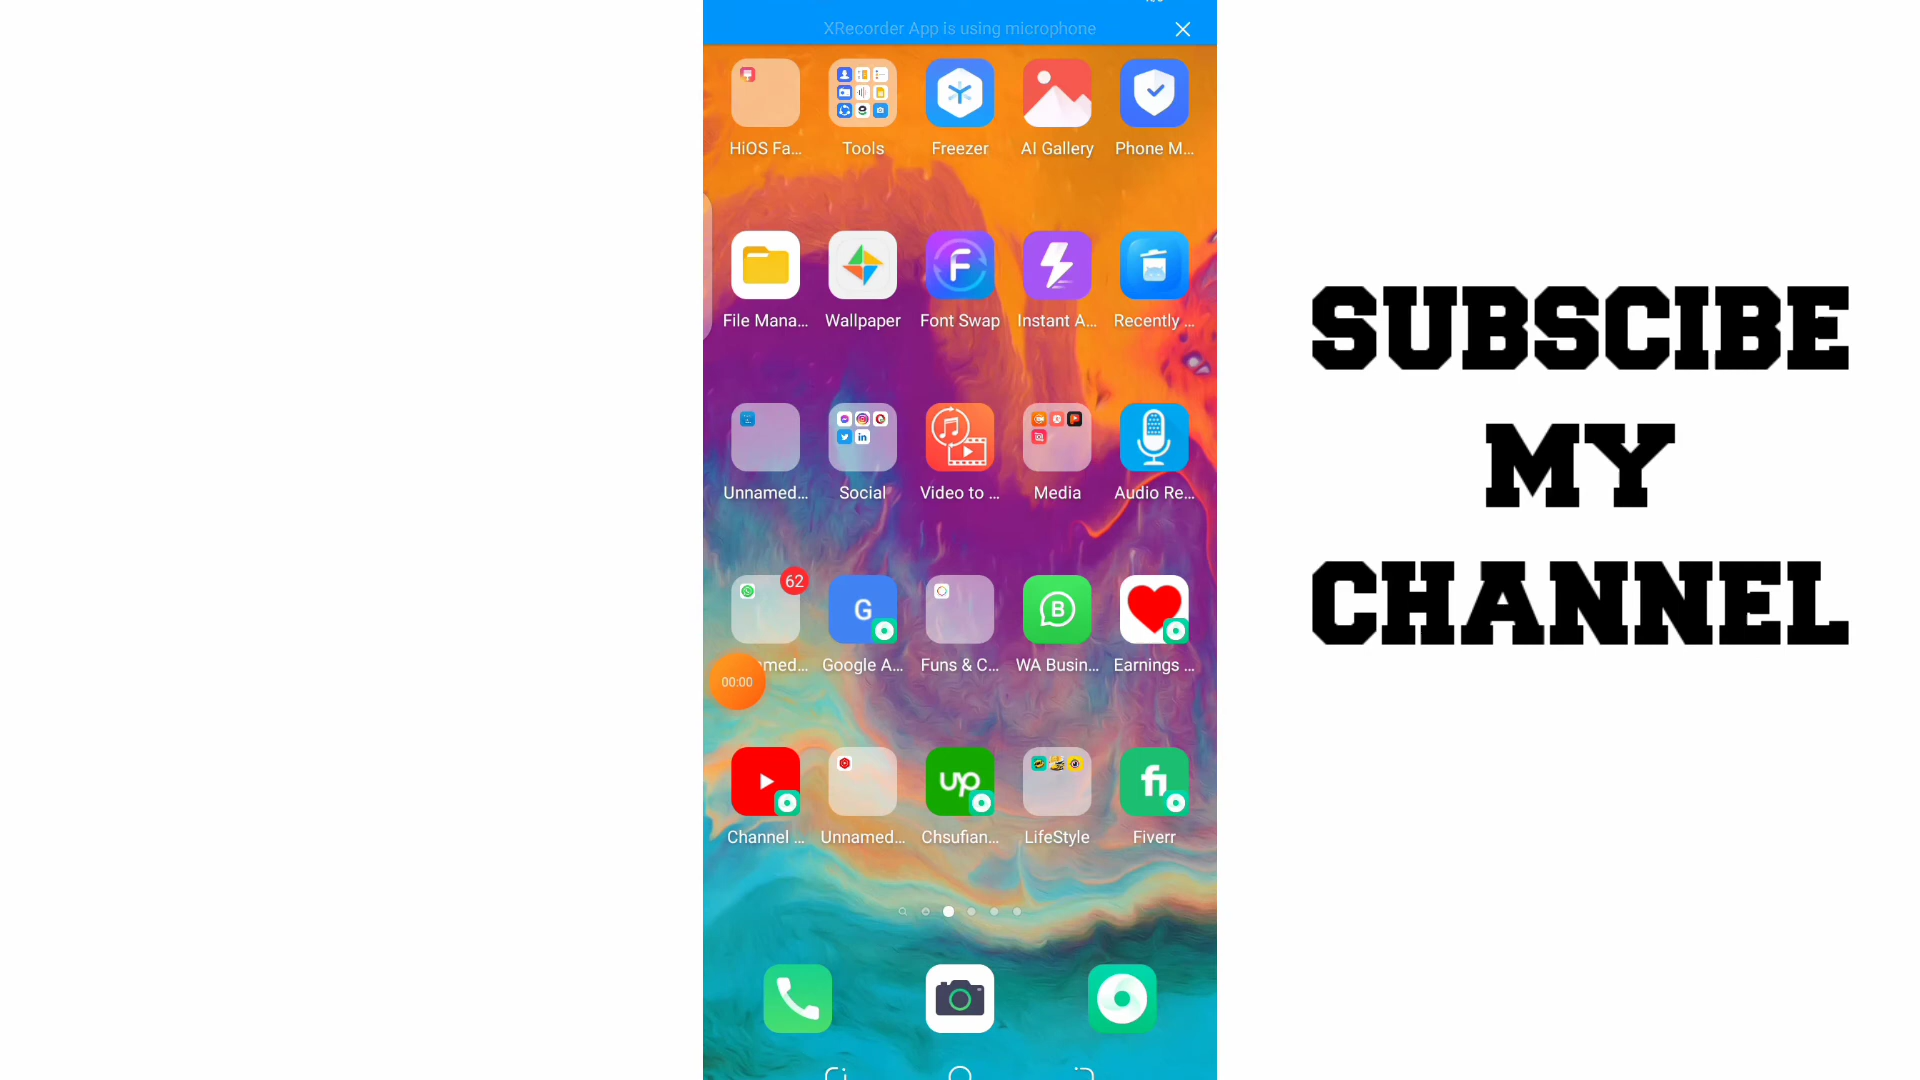 XRecorder App is using microphone
HiOS Fa... Tools Freezer AI Gallery Phone M...
File Mana... Wallpaper Font Swap Instant A... Recently ...
Unnamed... Social Video to ... Media Audio Re...
62
G
B
med... Google A... Funs & C... WA Busin... Earnings ...
00:00
up
fi
Channel ... Unnamed... Chsufian... LifeStyle Fiverr
SUBSCIBE
MY
CHANNEL